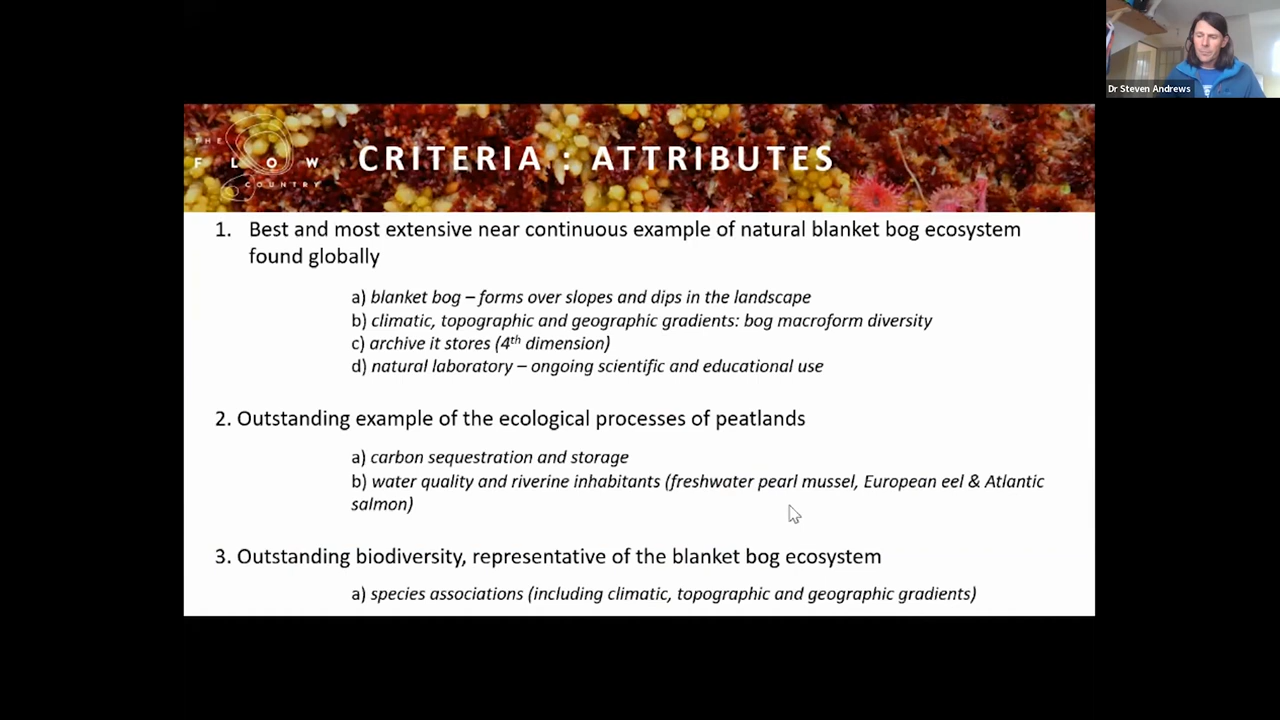 Dr Steven Andrews
THE
FLOW
COUNTRY
CRITERIA : ATTRIBUTES
1. Best and most extensive near continuous example of natural blanket bog ecosystem
found globally
a) blanket bog – forms over slopes and dips in the landscape
b) climatic, topographic and geographic gradients: bog macroform diversity
c) archive it stores (4th dimension)
d) natural laboratory – ongoing scientific and educational use
2. Outstanding example of the ecological processes of peatlands
a) carbon sequestration and storage
b) water quality and riverine inhabitants (freshwater pearl mussel, European eel & Atlantic
salmon)
3. Outstanding biodiversity, representative of the blanket bog ecosystem
a) species associations (including climatic, topographic and geographic gradients)